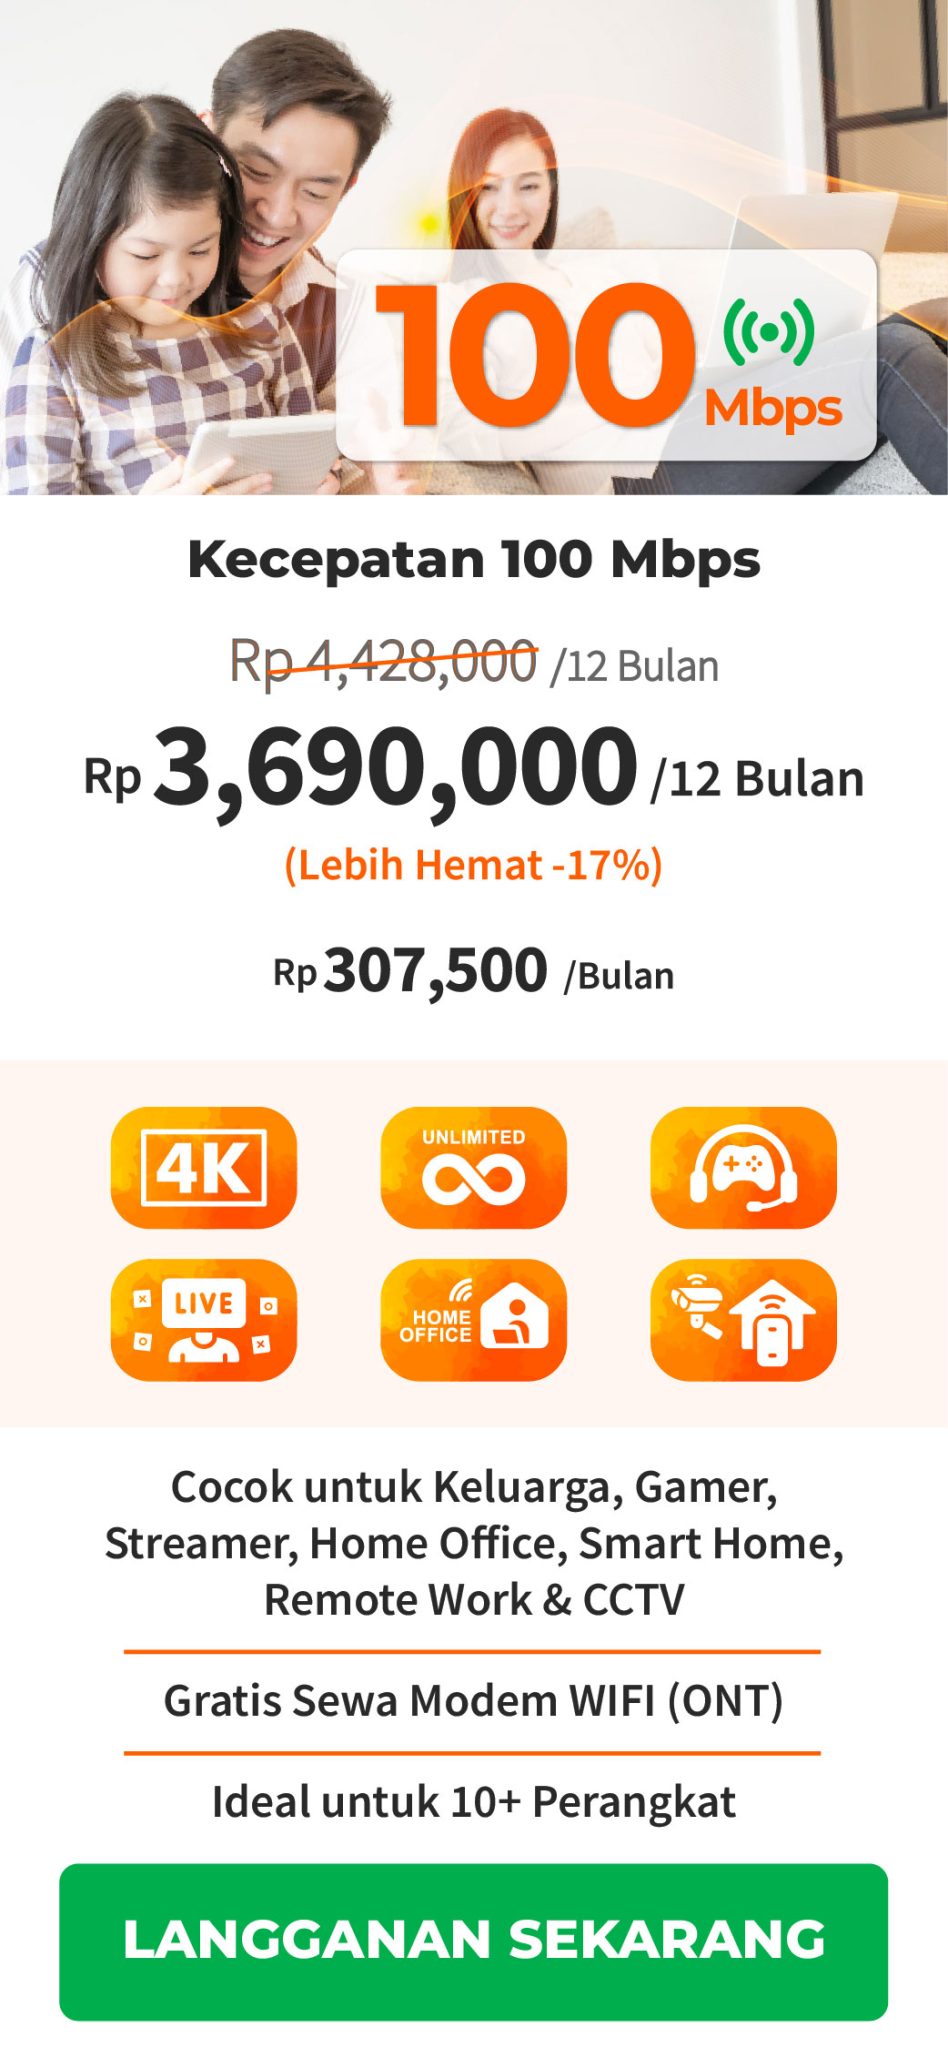 100 Mbps
Kecepatan 100 Mbps
Rp 4,428,000 /12 Bulan
Rp 3,690,000 /12 Bulan
(Lebih Hemat -17%)
Rp 307,500 /Bulan
4K
UNLIMITED
LIVE
HOME
OFFICE
Cocok untuk Keluarga, Gamer,
Streamer, Home Office, Smart Home,
Remote Work & CCTV
Gratis Sewa Modem WIFI (ONT)
Ideal untuk 10+ Perangkat
LANGGANAN SEKARANG